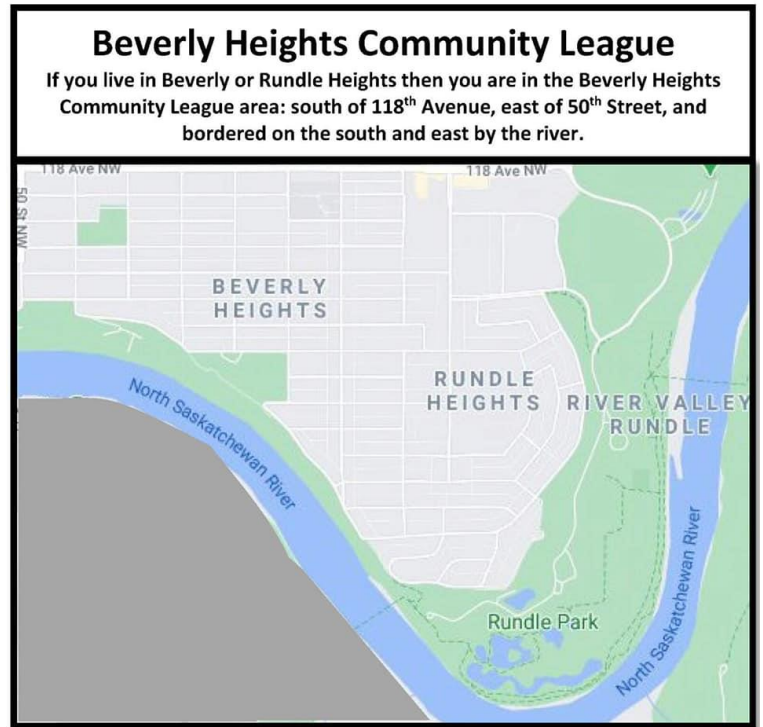 Beverly Heights Community League
If you live in Beverly or Rundle Heights then you are in the Beverly Heights
Community League area: south of 118th Avenue, east of 50th Street, and
bordered on the south and east by the river.
118 Ave NW
118 Ave NW
50 St NW
BEVERLY
HEIGHTS
RUNDLE
HEIGHTS
RIVER VALLEY
RUNDLE
North Saskatchewan River
North Saskatchewan River
Rundle Park